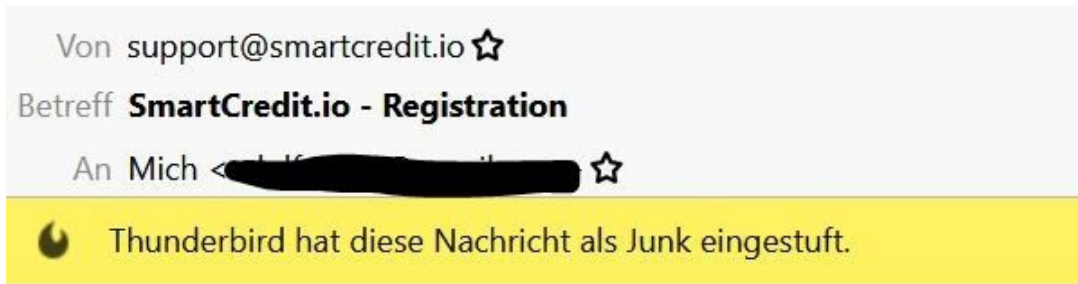 Von support@smartcredit.io
Betreff SmartCredit.io - Registration
An Mich <
Thunderbird hat diese Nachricht als Junk eingestuft.